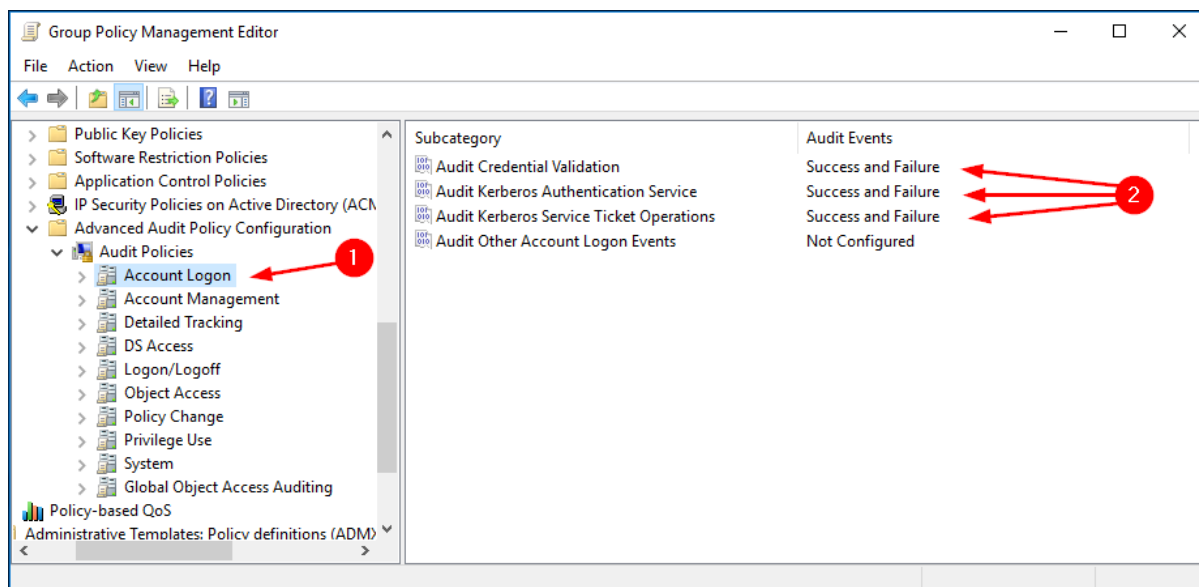 Group Policy Management Editor
File Action View Help
Public Key Policies
Software Restriction Policies
Application Control Policies
IP Security Policies on Active Directory (ACM
Advanced Audit Policy Configuration
Audit Policies
Account Logon
Account Management
Detailed Tracking
DS Access
Logon/Logoff
Object Access
Policy Change
Privilege Use
System
Global Object Access Auditing
Policy-based QoS
Administrative Templates: Policy definitions (ADMX
1
Subcategory Audit Events
Audit Credential Validation Success and Failure
Audit Kerberos Authentication Service Success and Failure
Audit Kerberos Service Ticket Operations Success and Failure
Audit Other Account Logon Events Not Configured
2